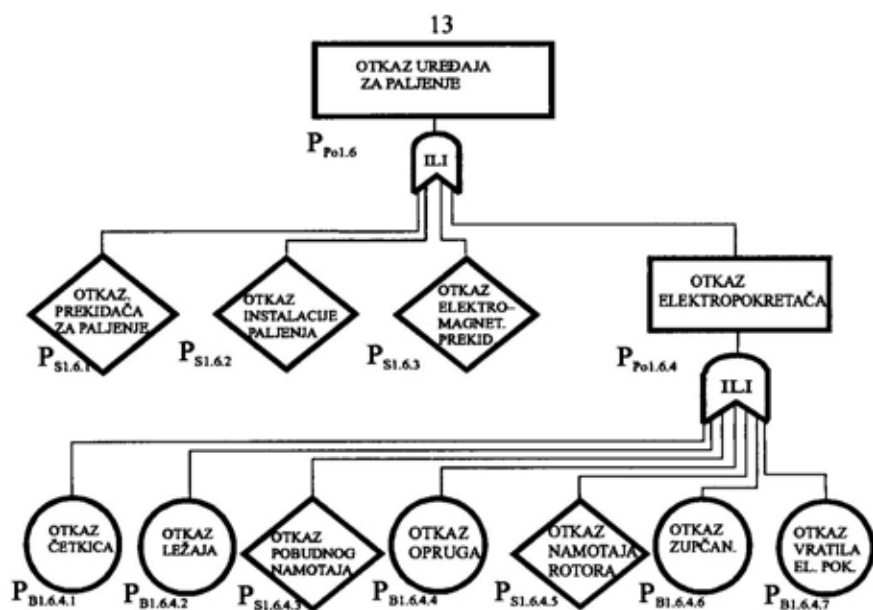 13
OTKAZ UREĐAJA
ZA PALJENJE
P Po1.6
ILI
OTKAZ.
PREKIDAČA
ZA PALJENJE
P S1.6.1
OTKAZ
INSTALACIJE
PALJENJA
P S1.6.2
OTKAZ
ELEKTRO–
MAGNET.
PREKID
P S1.6.3
OTKAZ
ELEKTROPOKRETAČA
P Po1.6.4
ILI
OTKAZ
ČETKICA
P B1.6.4.1
OTKAZ
LEŽAJA
P B1.6.4.2
OTKAZ
POBUDNOG
NAMOTAJA
P S1.6.4.3
OTKAZ
OPRUGA
P B1.6.4.4
OTKAZ
NAMOTAJA
ROTORA
P S1.6.4.5
OTKAZ
ZUPČAN.
P B1.6.4.6
OTKAZ
VRATILA
EL. POK.
P B1.6.4.7